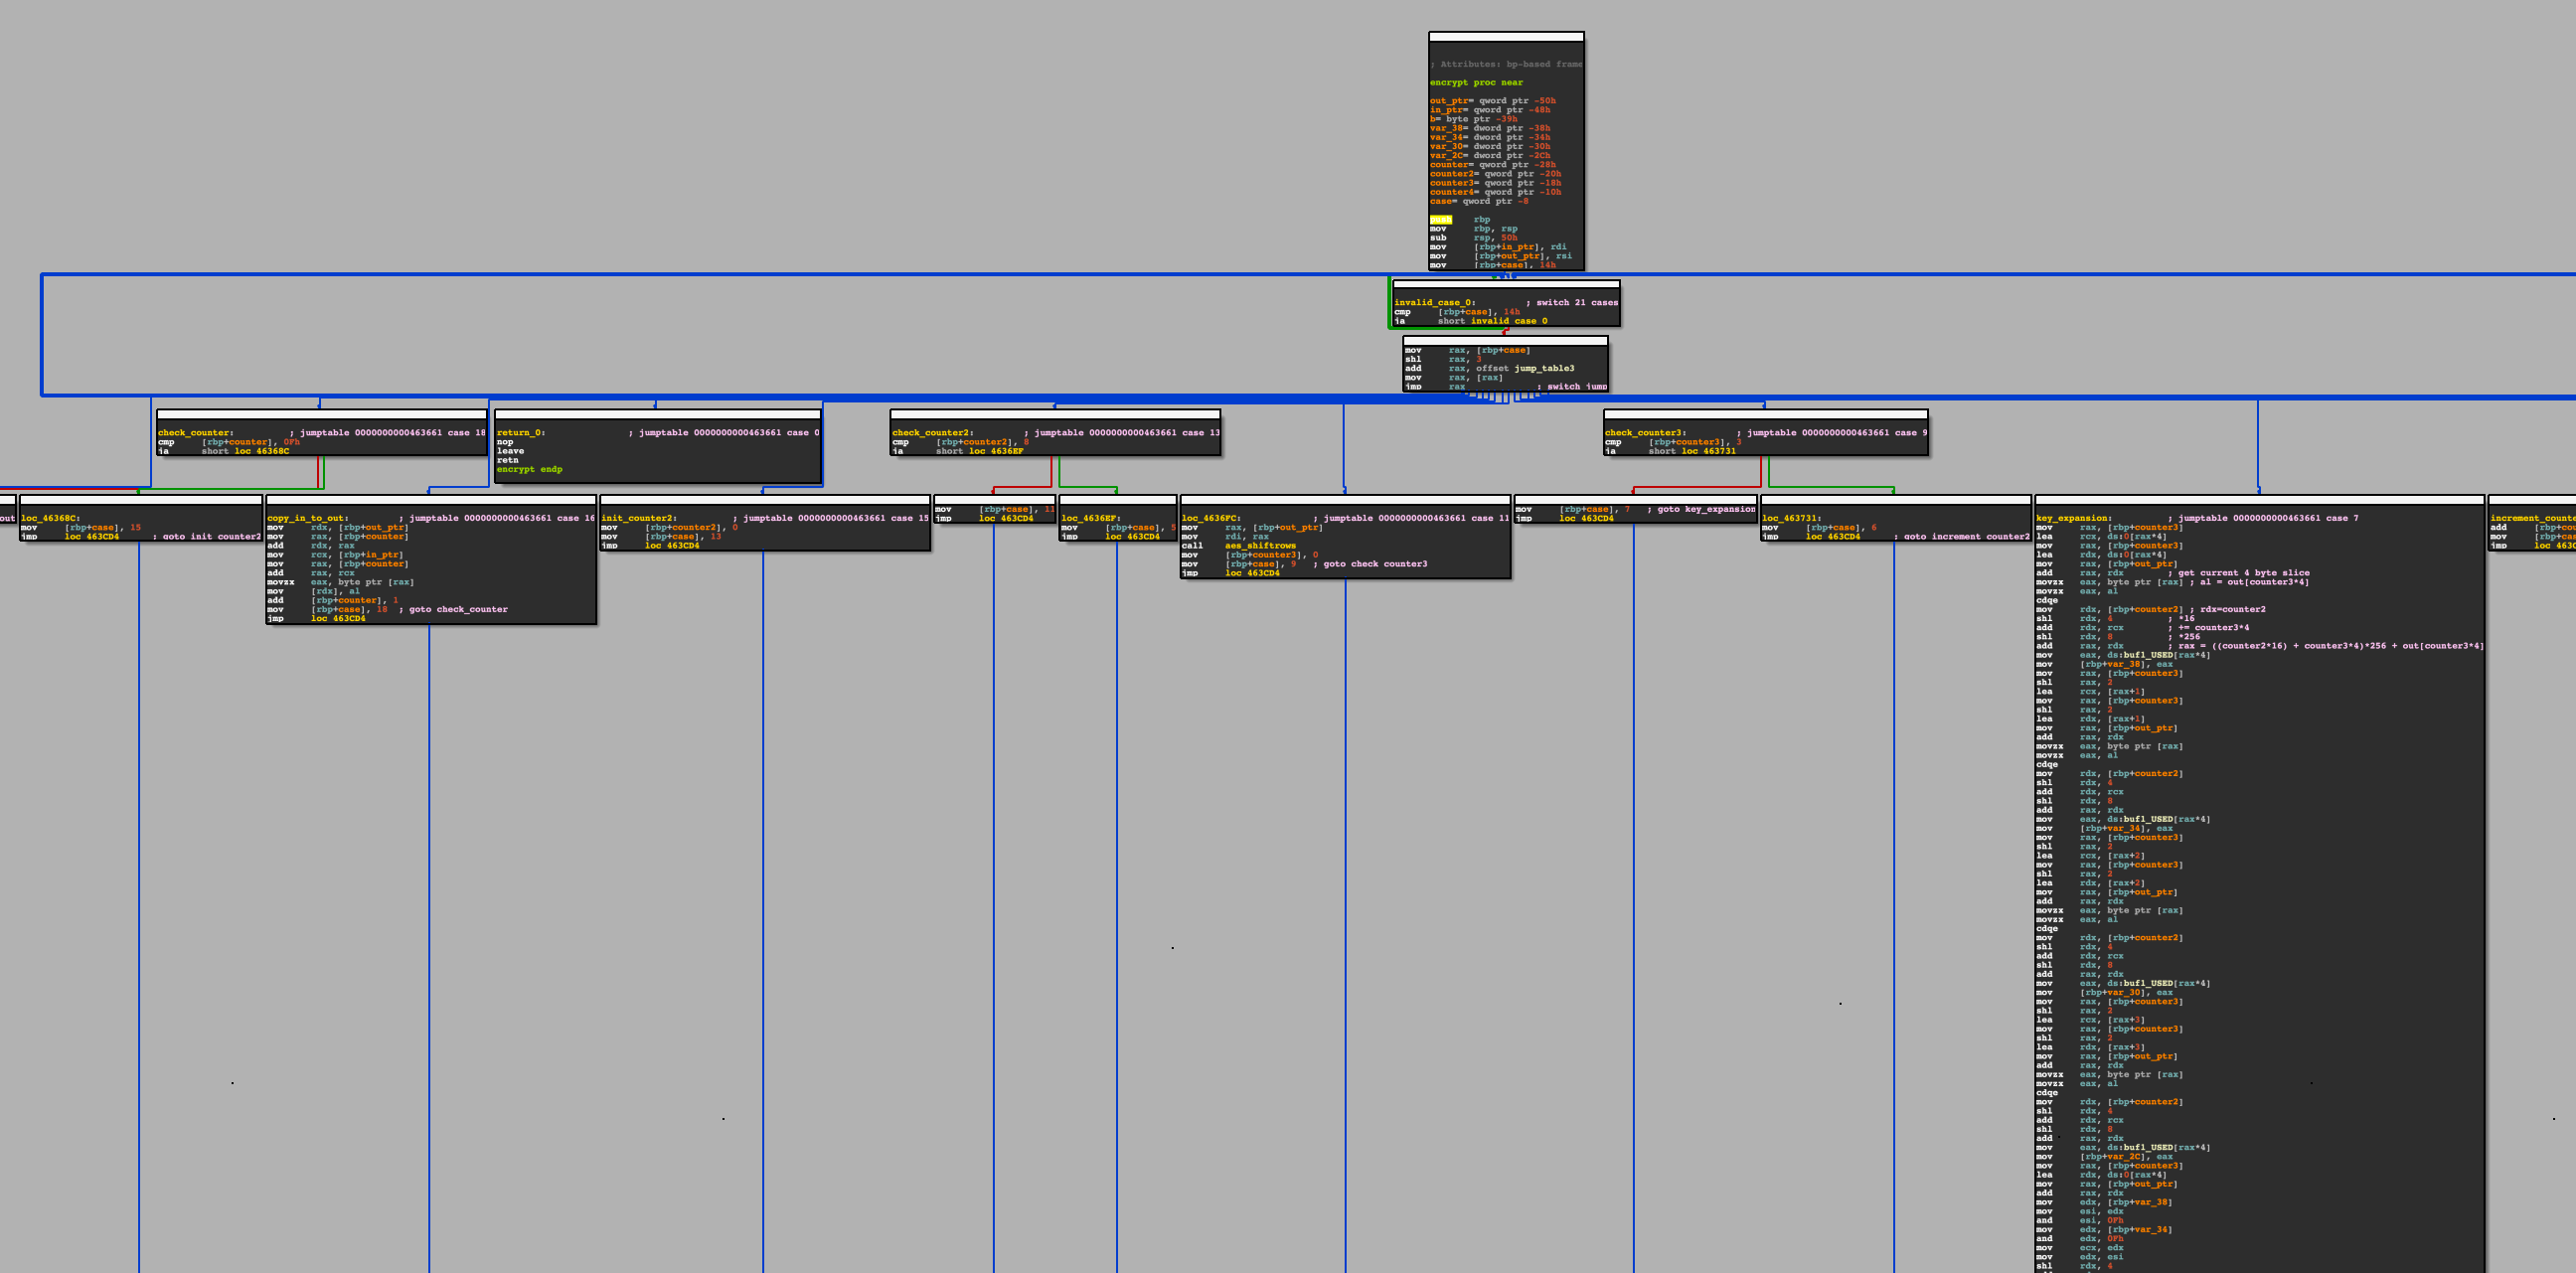 ; Attributes: bp-based frame
encrypt proc near
out_ptr= qword ptr -50h
in_ptr= qword ptr -48h
b= byte ptr -39h
var_38= dword ptr -38h
var_34= dword ptr -34h
var_30= dword ptr -30h
var_2C= dword ptr -2Ch
counter= qword ptr -28h
counter2= qword ptr -20h
counter3= qword ptr -18h
counter4= qword ptr -10h
case= qword ptr -8
rbp
mov rbp, rsp
sub rsp, 50h
mov [rbp+in_ptr], rdi
mov [rbp+out_ptr], rsi
mov [rbp+case], 14h
invalid_case_0: ; switch 21 cases
cmp [rbp+case], 14h
ja short invalid_case_0
mov rax, [rbp+case]
shl rax, 3
add rax, offset jump_table3
mov rax, [rax]
jmp rax ; switch jump
check_counter: ; jumptable 0000000000463661 case 18
cmp [rbp+counter], 0Fh
ja short loc_46368C
return_0: ; jumptable 0000000000463661 case 0
nop
leave
retn
encrypt endp
check_counter2: ; jumptable 0000000000463661 case 13
cmp [rbp+counter2], 8
ja short loc_4636EF
check_counter3: ; jumptable 0000000000463661 case 9
cmp [rbp+counter3], 3
ja short loc_463731
out
loc_46368C:
mov [rbp+case], 15
jmp loc_463CD4 ; goto init_counter2
copy_in_to_out: ; jumptable 0000000000463661 case 16
mov rdx, [rbp+out_ptr]
mov rax, [rbp+counter]
add rdx, rax
mov rcx, [rbp+in_ptr]
mov rax, [rbp+counter]
add rax, rcx
movzx eax, byte ptr [rax]
mov [rdx], al
add [rbp+counter], 1
mov [rbp+case], 18 ; goto check_counter
jmp loc_463CD4
init_counter2: ; jumptable 0000000000463661 case 15
mov [rbp+counter2], 0
mov [rbp+case], 13
jmp loc_463CD4
mov [rbp+case], 11
jmp loc_463CD4
loc_4636EF:
mov [rbp+case], 5
jmp loc_463CD4
loc_4636FC: ; jumptable 0000000000463661 case 11
mov rax, [rbp+out_ptr]
mov rdi, rax
call aes_shiftrows
mov [rbp+counter3], 0
mov [rbp+case], 9 ; goto check counter3
jmp loc_463CD4
mov [rbp+case], 7 ; goto key_expansion
jmp loc_463CD4
loc_463731:
mov [rbp+case], 6
jmp loc_463CD4 ; goto increment_counter2
key_expansion: ; jumptable 0000000000463661 case 7
mov rax, [rbp+counter3]
lea rcx, ds:0[rax*4]
mov rax, [rbp+counter3]
lea rdx, ds:0[rax*4]
mov rax, [rbp+out_ptr]
add rax, rdx ; get current 4 byte slice
movzx eax, byte ptr [rax] ; al = out[counter3*4]
movzx eax, al
cdqe
mov rdx, [rbp+counter2] ; rdx=counter2
shl rdx, 4 ; *16
add rdx, rcx ; += counter3*4
shl rdx, 8 ; *256
add rax, rdx ; rax = ((counter2*16) + counter3*4)*256 + out[counter3*4]
mov eax, ds:buf1_USED[rax*4]
mov [rbp+var_38], eax
mov rax, [rbp+counter3]
shl rax, 2
lea rcx, [rax+1]
mov rax, [rbp+counter3]
shl rax, 2
lea rdx, [rax+1]
mov rax, [rbp+out_ptr]
add rax, rdx
movzx eax, byte ptr [rax]
movzx eax, al
cdqe
mov rdx, [rbp+counter2]
shl rdx, 4
add rdx, rcx
shl rdx, 8
add rax, rdx
mov eax, ds:buf1_USED[rax*4]
mov [rbp+var_34], eax
mov rax, [rbp+counter3]
shl rax, 2
lea rcx, [rax+2]
mov rax, [rbp+counter3]
shl rax, 2
lea rdx, [rax+2]
mov rax, [rbp+out_ptr]
add rax, rdx
movzx eax, byte ptr [rax]
movzx eax, al
cdqe
mov rdx, [rbp+counter2]
shl rdx, 4
add rdx, rcx
shl rdx, 8
add rax, rdx
mov eax, ds:buf1_USED[rax*4]
mov [rbp+var_30], eax
mov rax, [rbp+counter3]
shl rax, 2
lea rcx, [rax+3]
mov rax, [rbp+counter3]
shl rax, 2
lea rdx, [rax+3]
mov rax, [rbp+out_ptr]
add rax, rdx
movzx eax, byte ptr [rax]
movzx eax, al
cdqe
mov rdx, [rbp+counter2]
shl rdx, 4
add rdx, rcx
shl rdx, 8
add rax, rdx
mov eax, ds:buf1_USED[rax*4]
mov [rbp+var_2C], eax
mov rax, [rbp+counter3]
lea rdx, ds:0[rax*4]
mov rax, [rbp+out_ptr]
add rax, rdx
mov edx, [rbp+var_38]
mov esi, edx
and esi, 0Fh
mov edx, [rbp+var_34]
and edx, 0Fh
mov ecx, edx
mov edx, esi
shl edx, 4
increment_counte
add [rbp+cou
mov [rbp+cas
jmp loc_463C